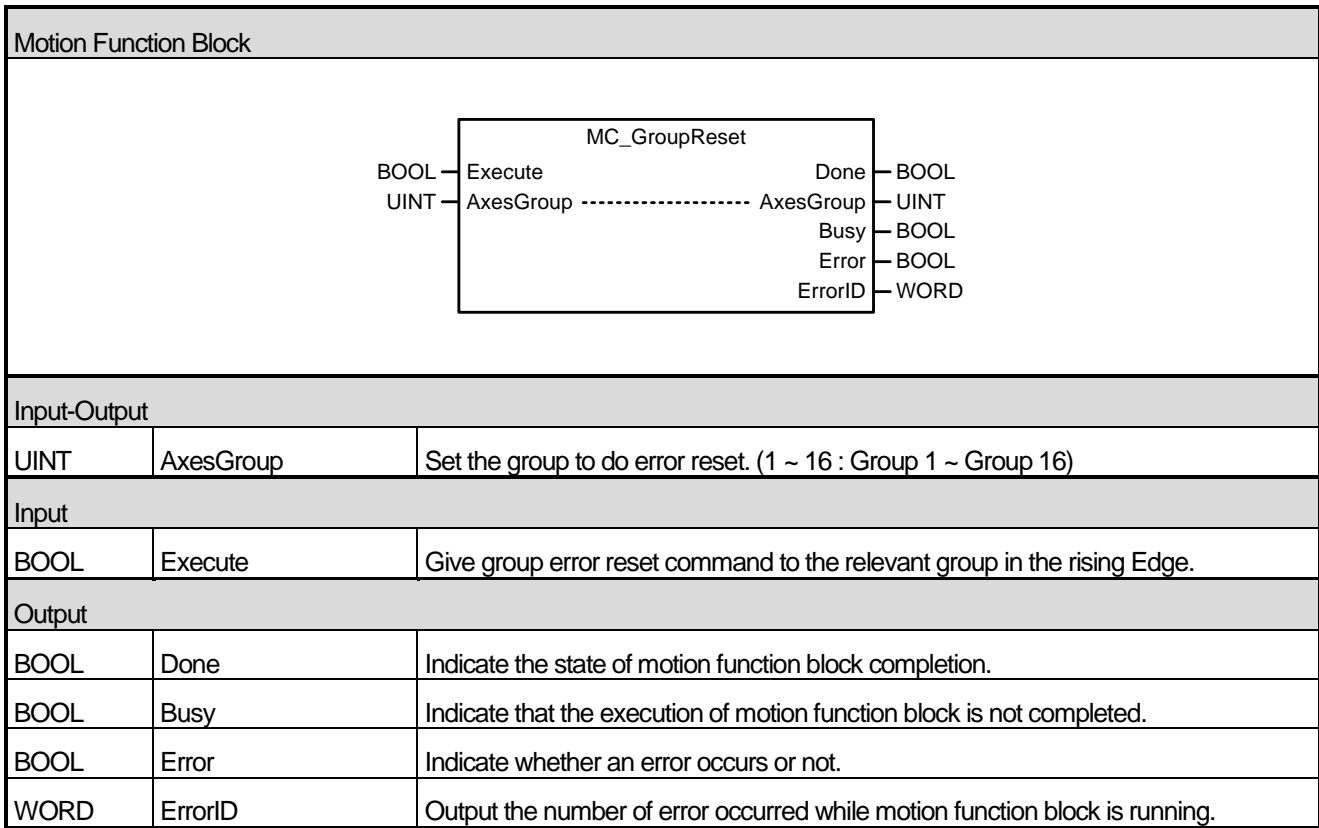 Motion Function Block
MC_GroupReset
BOOL Execute Done BOOL
UINT AxesGroup AxesGroup UINT
Busy BOOL
Error BOOL
ErrorID WORD
Input-Output
UINT AxesGroup Set the group to do error reset. (1 ~ 16 : Group 1 ~ Group 16)
Input
BOOL Execute Give group error reset command to the relevant group in the rising Edge.
Output
BOOL Done Indicate the state of motion function block completion.
BOOL Busy Indicate that the execution of motion function block is not completed.
BOOL Error Indicate whether an error occurs or not.
WORD ErrorID Output the number of error occurred while motion function block is running.